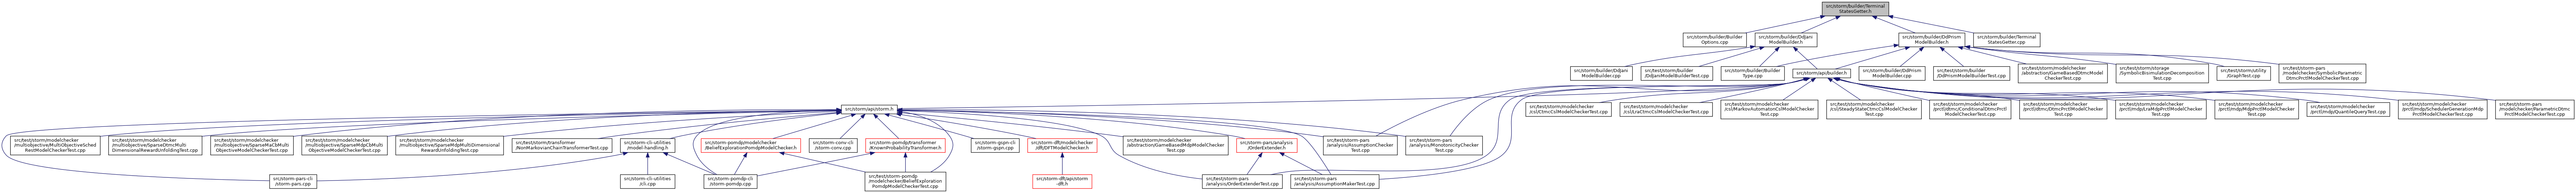 src/storm/builder/Terminal
StatesGetter.h
src/storm/builder/Builder
Options.cpp
src/storm/builder/DdJani
ModelBuilder.h
src/storm/builder/DdPrism
ModelBuilder.h
src/storm/builder/Terminal
StatesGetter.cpp
src/storm/builder/DdJani
ModelBuilder.cpp
src/test/storm/builder
/DdJaniModelBuilderTest.cpp
src/storm/builder/Builder
Type.cpp
src/storm/api/builder.h
src/storm/builder/DdPrism
ModelBuilder.cpp
src/test/storm/builder
/DdPrismModelBuilderTest.cpp
src/test/storm/modelchecker
/abstraction/GameBasedDtmcModel
CheckerTest.cpp
src/test/storm/storage
/SymbolicBisimulationDecomposition
Test.cpp
src/test/storm/utility
/GraphTest.cpp
src/test/storm-pars
/modelchecker/SymbolicParametric
DtmcPrctlModelCheckerTest.cpp
src/storm/api/storm.h
src/test/storm/modelchecker
/csl/CtmcCslModelCheckerTest.cpp
src/test/storm/modelchecker
/csl/LraCtmcCslModelCheckerTest.cpp
src/test/storm/modelchecker
/csl/MarkovAutomatonCslModelChecker
Test.cpp
src/test/storm/modelchecker
/csl/SteadyStateCtmcCslModelChecker
Test.cpp
src/test/storm/modelchecker
/prctl/dtmc/ConditionalDtmcPrctl
ModelCheckerTest.cpp
src/test/storm/modelchecker
/prctl/dtmc/DtmcPrctlModelChecker
Test.cpp
src/test/storm/modelchecker
/prctl/mdp/LraMdpPrctlModelChecker
Test.cpp
src/test/storm/modelchecker
/prctl/mdp/MdpPrctlModelChecker
Test.cpp
src/test/storm/modelchecker
/prctl/mdp/QuantileQueryTest.cpp
src/test/storm/modelchecker
/prctl/mdp/SchedulerGenerationMdp
PrctlModelCheckerTest.cpp
src/test/storm-pars
/modelchecker/ParametricDtmc
PrctlModelCheckerTest.cpp
src/test/storm/modelchecker
/multiobjective/MultiObjectiveSched
RestModelCheckerTest.cpp
src/test/storm/modelchecker
/multiobjective/SparseDtmcMulti
DimensionalRewardUnfoldingTest.cpp
src/test/storm/modelchecker
/multiobjective/SparseMaCbMulti
ObjectiveModelCheckerTest.cpp
src/test/storm/modelchecker
/multiobjective/SparseMdpCbMulti
ObjectiveModelCheckerTest.cpp
src/test/storm/modelchecker
/multiobjective/SparseMdpMultiDimensional
RewardUnfoldingTest.cpp
src/test/storm/transformer
/NonMarkovianChainTransformerTest.cpp
src/storm-cli-utilities
/model-handling.h
src/storm-pomdp/modelchecker
/BeliefExplorationPomdpModelChecker.h
src/storm-conv-cli
/storm-conv.cpp
src/storm-pomdp/transformer
/KnownProbabilityTransformer.h
src/storm-gspn-cli
/storm-gspn.cpp
src/storm-dft/modelchecker
/dft/DFTModelChecker.h
src/test/storm/modelchecker
/abstraction/GameBasedMdpModelChecker
Test.cpp
src/storm-pars/analysis
/OrderExtender.h
src/test/storm-pars
/analysis/AssumptionChecker
Test.cpp
src/test/storm-pars
/analysis/MonotonicityChecker
Test.cpp
src/storm-pars-cli
/storm-pars.cpp
src/storm-cli-utilities
/cli.cpp
src/storm-pomdp-cli
/storm-pomdp.cpp
src/test/storm-pomdp
/modelchecker/BeliefExploration
PomdpModelCheckerTest.cpp
src/storm-dft/api/storm
-dft.h
src/test/storm-pars
/analysis/OrderExtenderTest.cpp
src/test/storm-pars
/analysis/AssumptionMakerTest.cpp